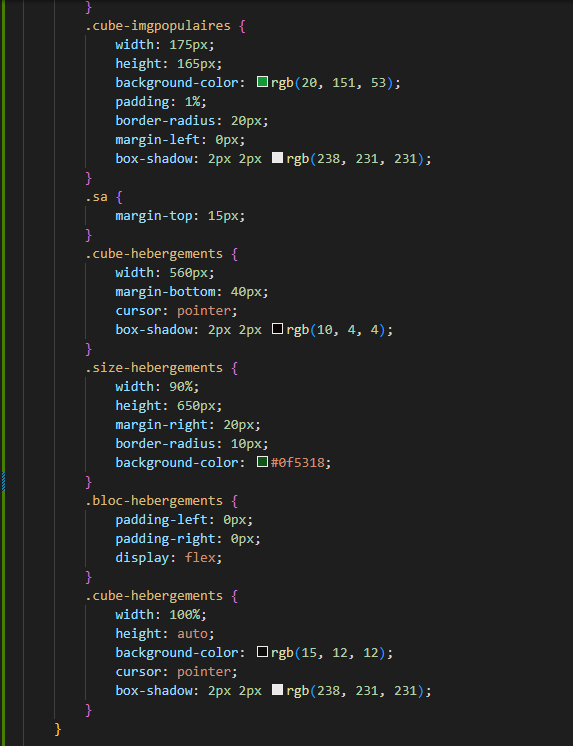 }
.cube-imgpopulaires {
width: 175px;
height: 165px;
background-color: rgb(20, 151, 53);
padding: 1%;
border-radius: 20px;
margin-left: 0px;
box-shadow: 2px 2px rgb(238, 231, 231);
}
.sa {
margin-top: 15px;
}
.cube-hebergements {
width: 560px;
margin-bottom: 40px;
cursor: pointer;
box-shadow: 2px 2px rgb(10, 4, 4);
}
.size-hebergements {
width: 90%;
height: 650px;
margin-right: 20px;
border-radius: 10px;
background-color: #0f5318;
}
.bloc-hebergements {
padding-left: 0px;
padding-right: 0px;
display: flex;
}
.cube-hebergements {
width: 100%;
height: auto;
background-color: rgb(15, 12, 12);
cursor: pointer;
box-shadow: 2px 2px rgb(238, 231, 231);
}
}